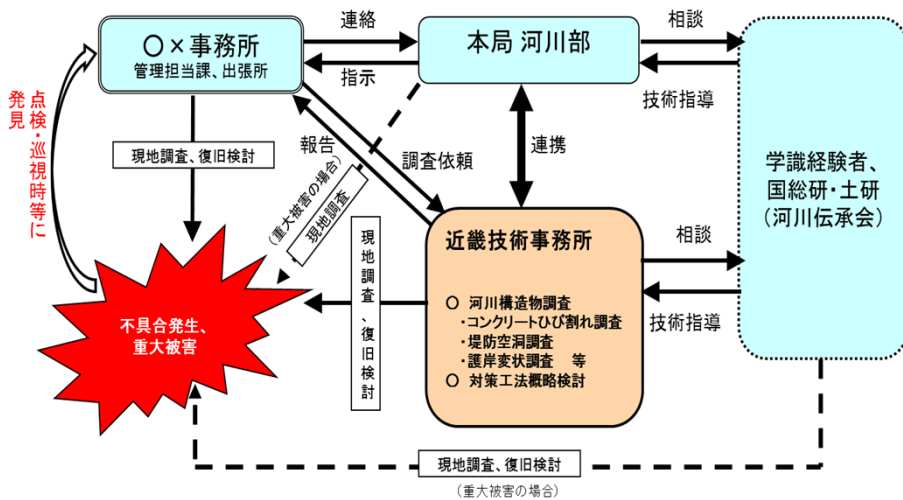 〇×事務所
管理担当課、出張所
連絡
指示
本局 河川部
相談
技術指導
学識経験者、
国総研・土研
(河川伝承会)
点検・巡視時等に
発見
現地調査、復旧検討
報告
調査依頼
連携
(重大被害の場合)
現地調査
現地調査、復旧検討
不具合発生、
重大被害
近畿技術事務所
〇 河川構造物調査
・コンクリートひび割れ調査
・堤防空洞調査
・護岸変状調査 等
〇 対策工法概略検討
相談
技術指導
現地調査、復旧検討
(重大被害の場合)